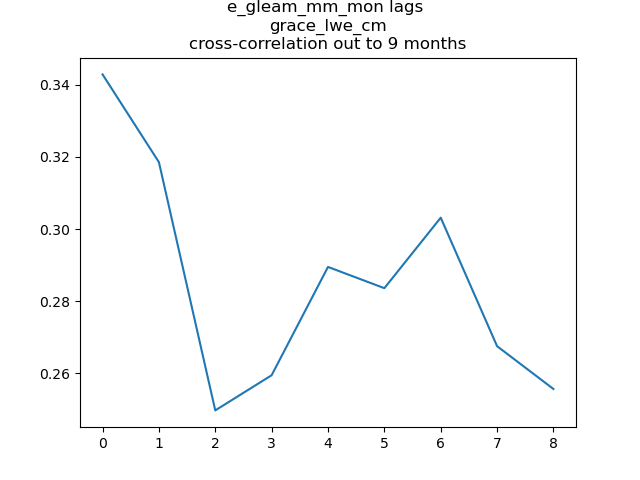 e_gleam_mm_mon lags
grace_lwe_cm
cross-correlation out to 9 months
0.34
0.32
0.30
0.28
0.26
0 1 2 3 4 5 6 7 8